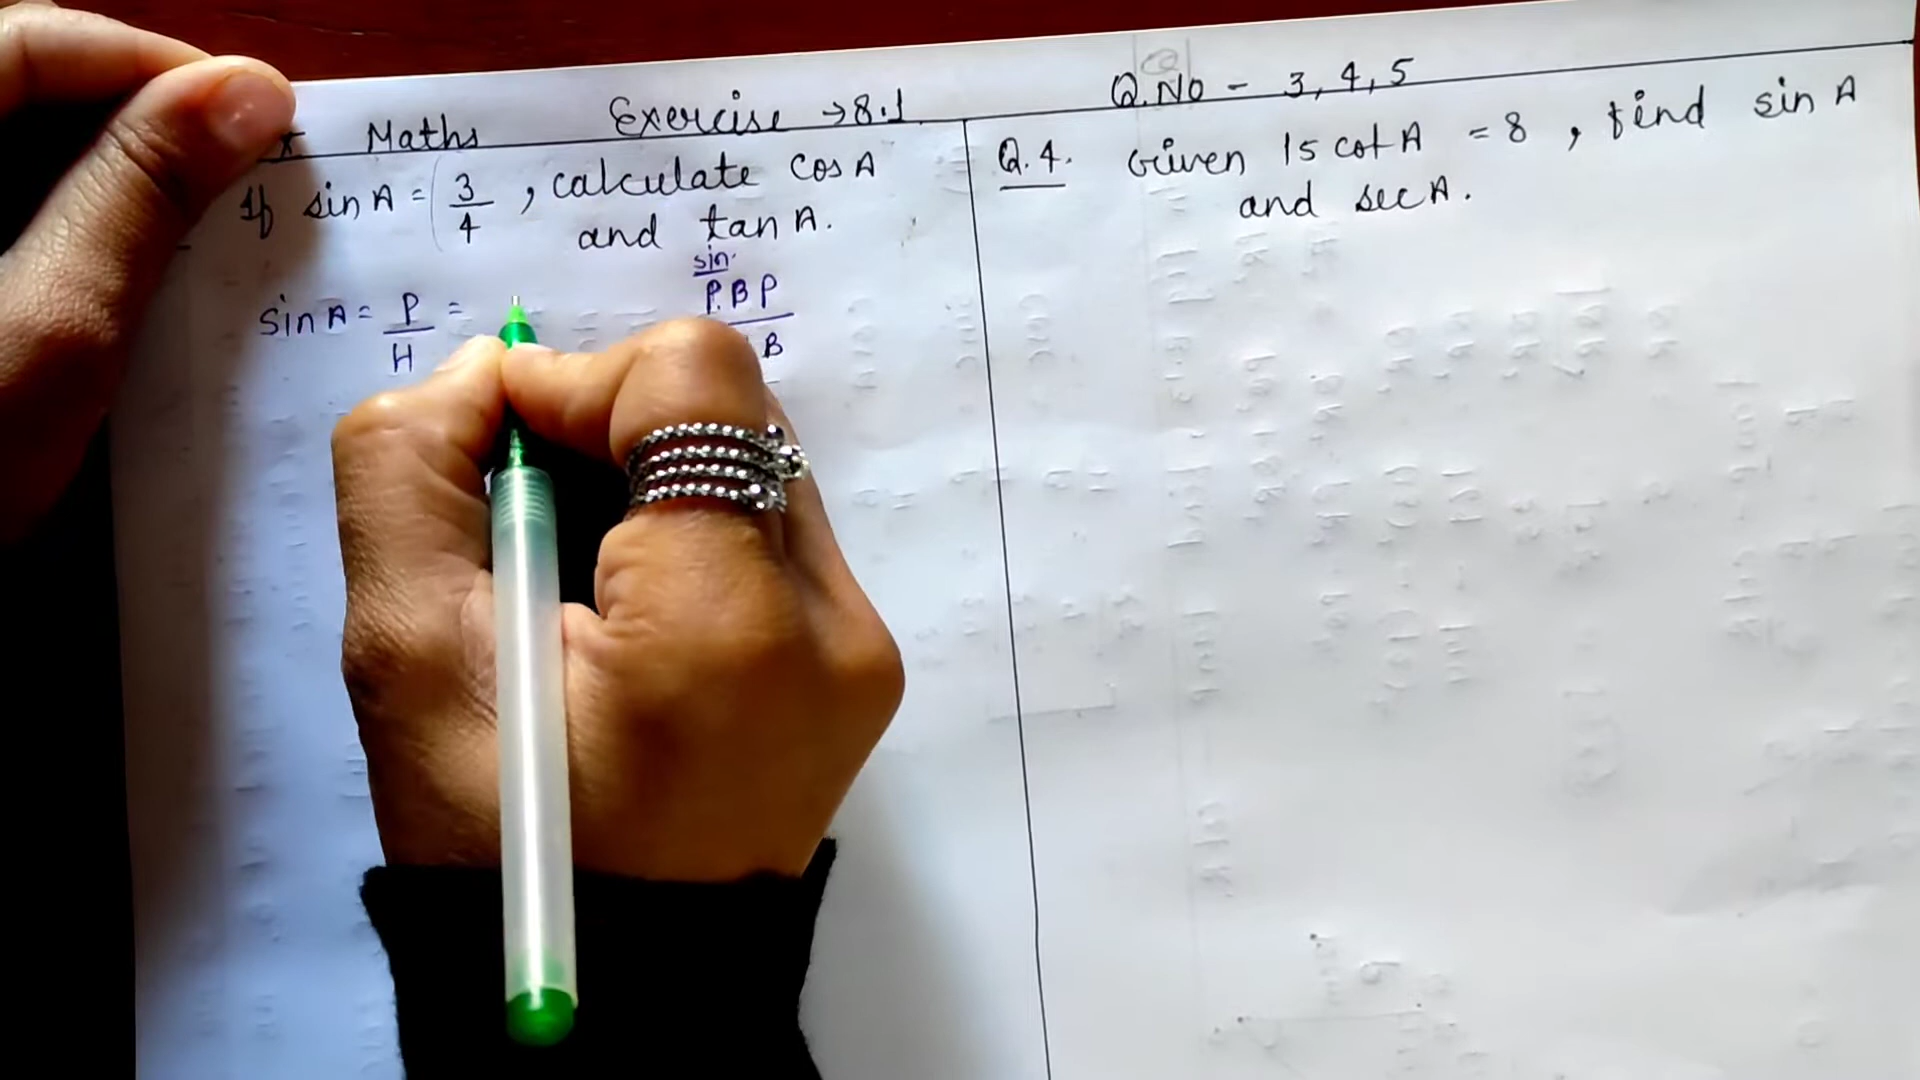 Maths Exercise → 8.1 Q.No - 3, 4, 5
If sin A = 3/4, calculate cos A
and tan A.
sin A = P/H =
sin
P. B P
B
Q.4. Given 15 cot A = 8, find sin A
and sec A.